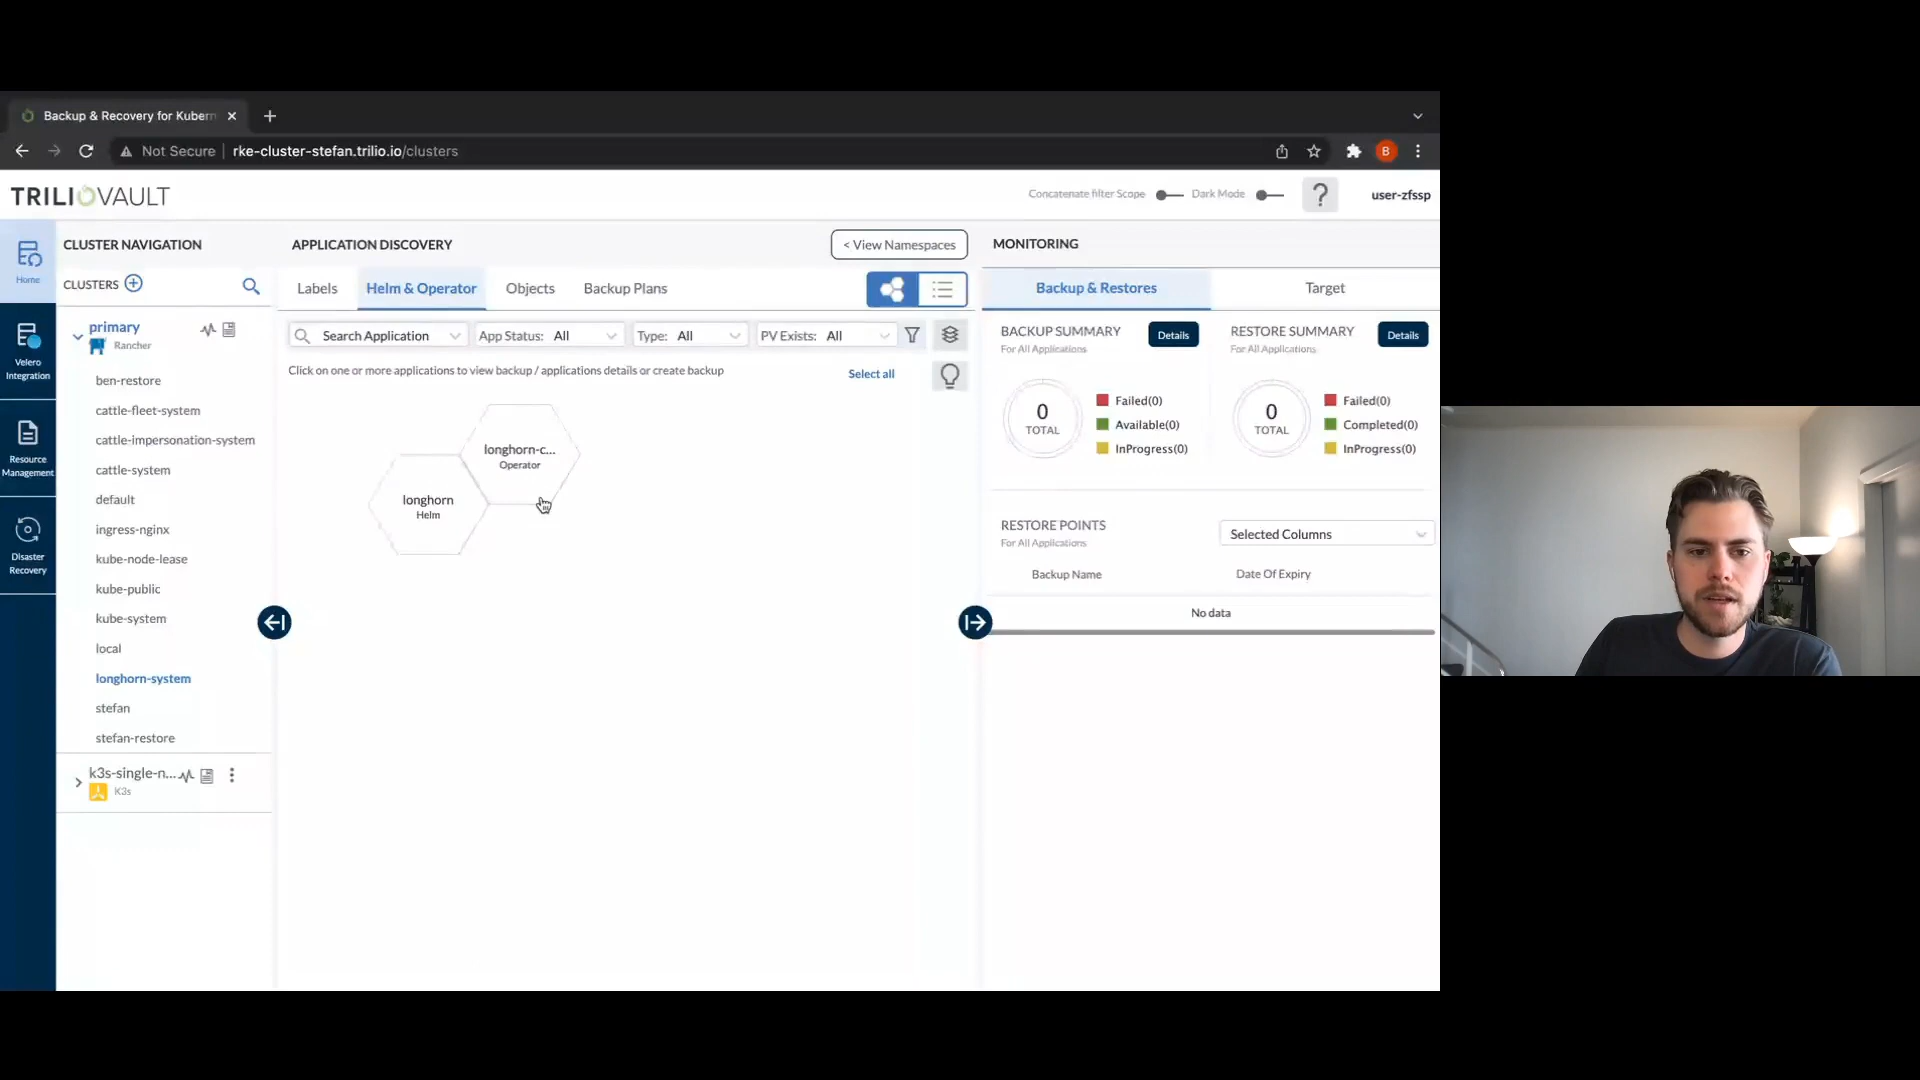 Backup & Recovery for Kubern
Not Secure
rke-cluster-stefan.trilio.io/clusters
B
TRILIOVAULT
Concatenate filter Scope
Dark Mode
?
user-zfssp
Home
Velero
Integration
Resource
Management
Disaster
Recovery
CLUSTER NAVIGATION
CLUSTERS
primary
Rancher
ben-restore
cattle-fleet-system
cattle-impersonation-system
cattle-system
default
ingress-nginx
kube-node-lease
kube-public
kube-system
local
longhorn-system
stefan
stefan-restore
k3s-single-n...
K3s
APPLICATION DISCOVERY
< View Namespaces
Labels
Helm & Operator
Objects
Backup Plans
Search Application
App Status: All
Type: All
PV Exists: All
Click on one or more applications to view backup / applications details or create backup
Select all
longhorn-c...
Operator
longhorn
Helm
MONITORING
Backup & Restores
Target
BACKUP SUMMARY
For All Applications
Details
0
TOTAL
Failed(0)
Available(0)
InProgress(0)
RESTORE SUMMARY
For All Applications
Details
0
TOTAL
Failed(0)
Completed(0)
InProgress(0)
RESTORE POINTS
For All Applications
Selected Columns
Backup Name
Date Of Expiry
No data